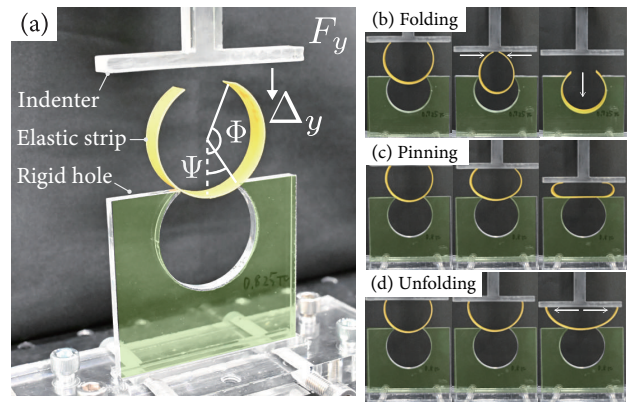 (a)
F_y
Indenter
Δ_y
Elastic strip
Φ
Ψ
Rigid hole
(b) Folding
(c) Pinning
(d) Unfolding